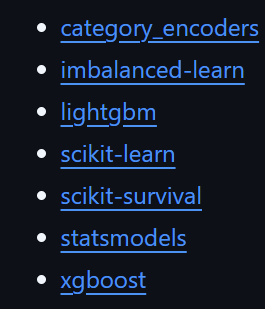 category_encoders
imbalanced-learn
lightgbm
scikit-learn
scikit-survival
statsmodels
xgboost